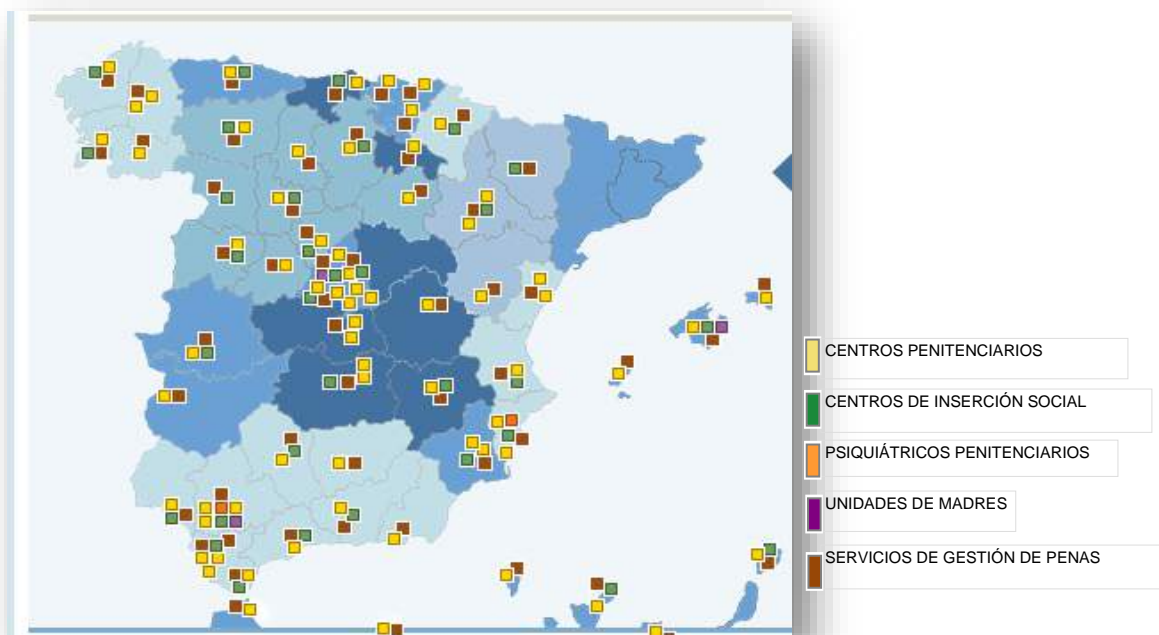 CENTROS PENITENCIARIOS
CENTROS DE INSERCIÓN SOCIAL
PSIQUIÁTRICOS PENITENCIARIOS
UNIDADES DE MADRES
SERVICIOS DE GESTIÓN DE PENAS